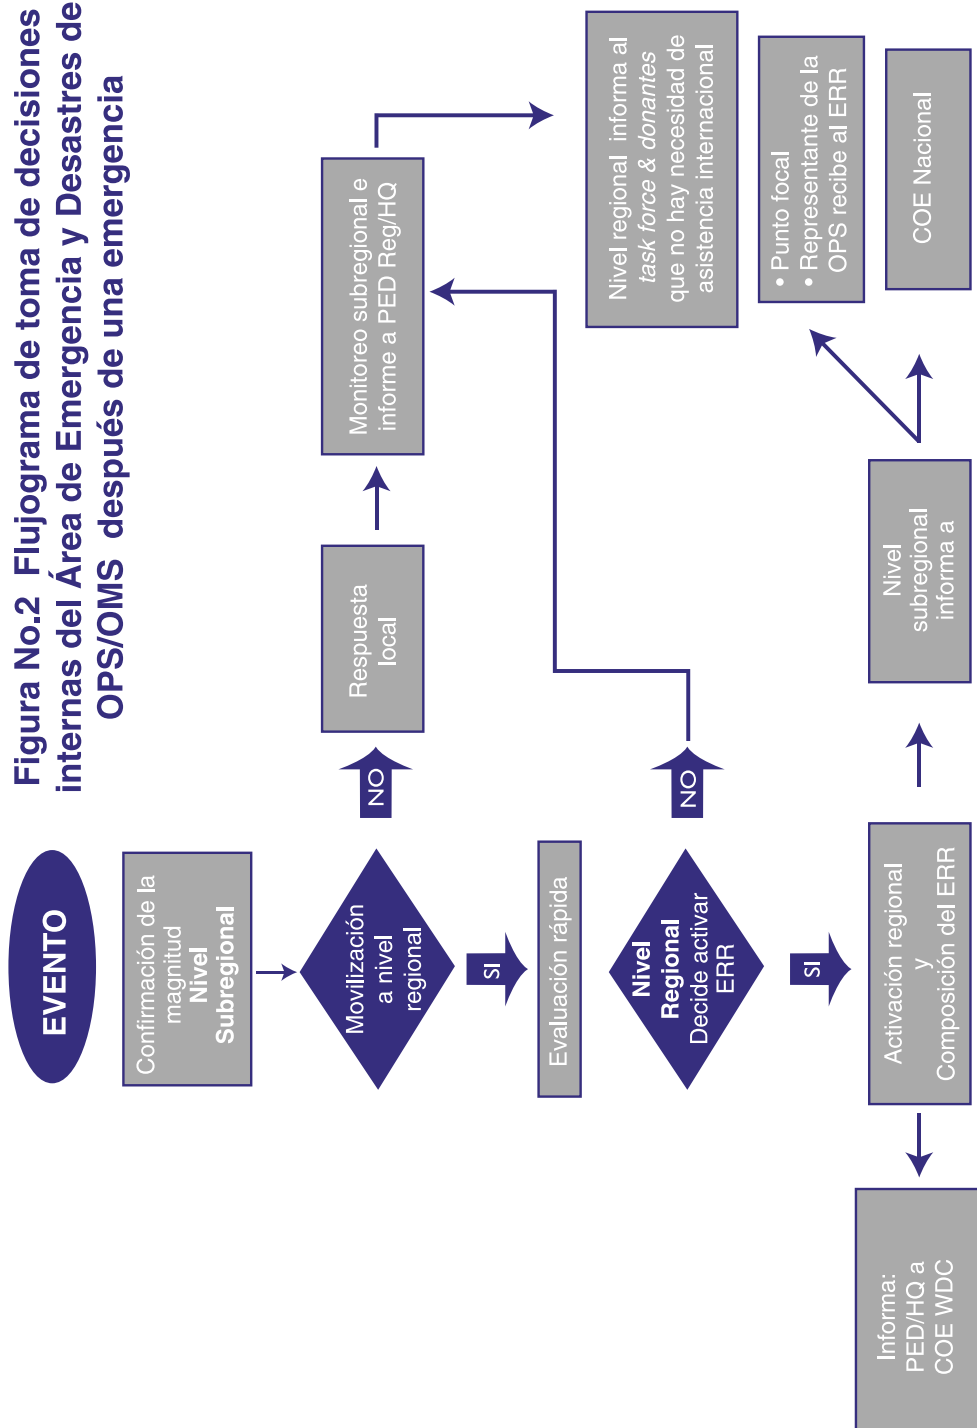 Figura No.2 Flujograma de toma de decisiones
internas del Área de Emergencia y Desastres de
OPS/OMS después de una emergencia
EVENTO
Confirmación de la
magnitud
Nivel
Subregional
Movilización
a nivel
regional
NO
Respuesta
local
Monitoreo subregional e
informe a PED Reg/HQ
SI
Evaluación rápida
Nivel
Regional
Decide activar
ERR
NO
Nivel regional informa al
task force & donantes
que no hay necesidad de
asistencia internacional
SI
Informa:
PED/HQ a
COE WDC
Activación regional
y
Composición del ERR
Nivel
subregional
informa a
• Punto focal
• Representante de la
OPS recibe al ERR
COE Nacional